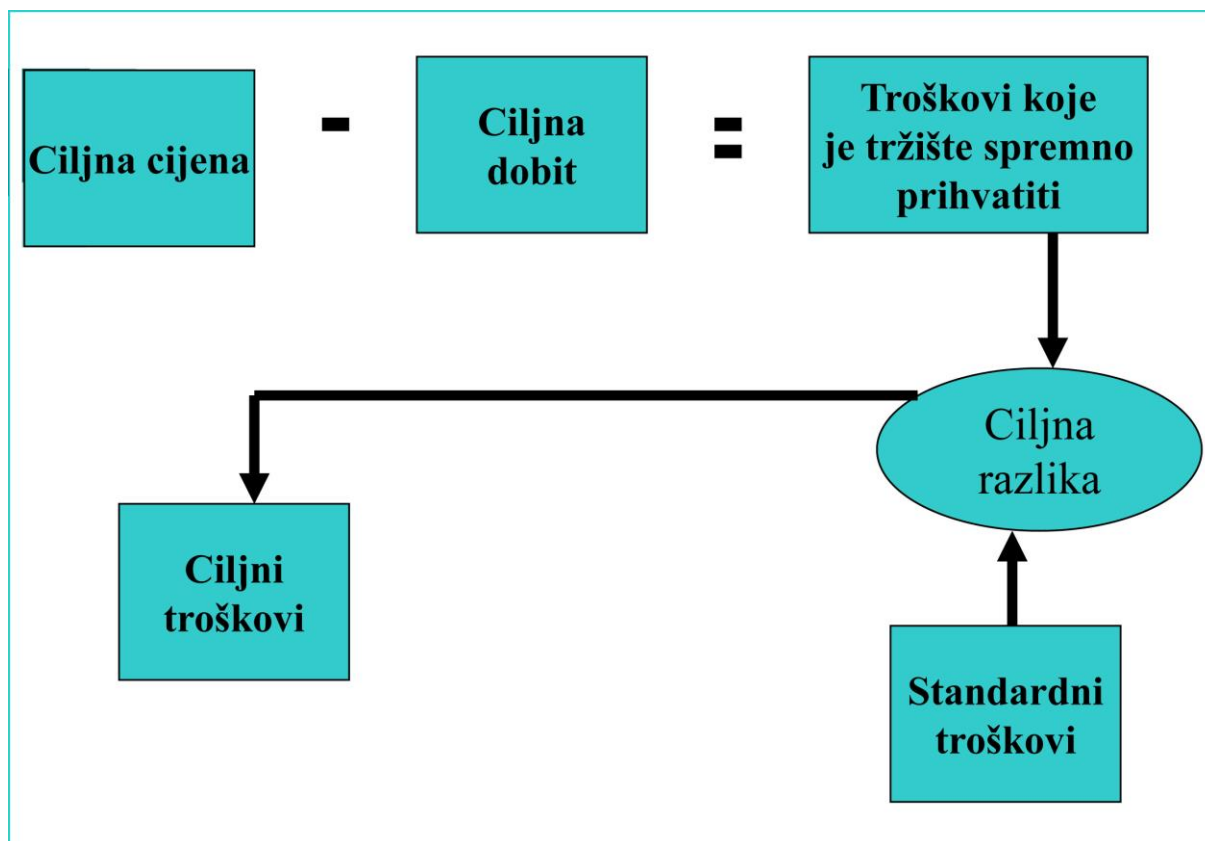 Ciljna cijena
-
Ciljna
dobit
=
Troškovi koje
je tržište spremno
prihvatiti
Ciljna
razlika
Ciljni
troškovi
Standardni
troškovi